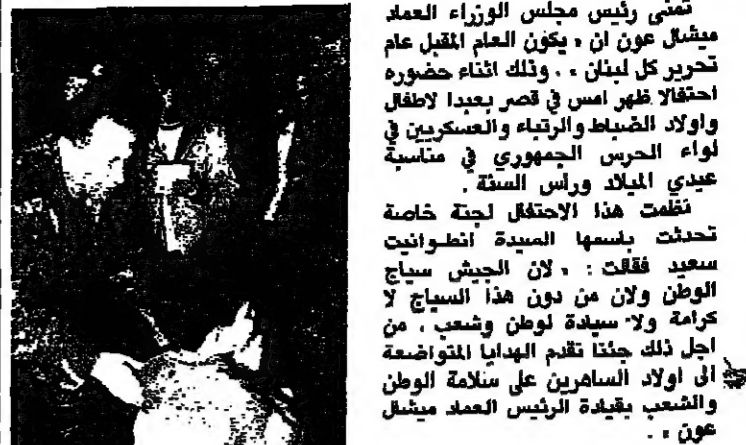 تمنى رئيس مجلس الوزراء العماد
ميشال عون ان « يكون العام المقبل عام
تحرير كل لبنان » . وذلك اثناء حضوره
احتفالا ظهر امس في قصر بعبدا لاطفال
واولاد الضباط والرتباء والعسكريين في
لواء الحرس الجمهوري في مناسبة
عيدي الميلاد وراس السنة .
نظمت هذا الاحتفال لجنة خاصة
تحدثت باسمها السيدة انطوانيت
سعيد فقالت : « لان الجيش سياج
الوطن ولان من دون هذا السياج لا
كرامة ولا سيادة لوطن وشعب ، من
اجل ذلك جئنا نقدم الهدايا المتواضعة
الى اولاد الساهرين على سلامة الوطن
والشعب بقيادة الرئيس العماد ميشال
عون » .